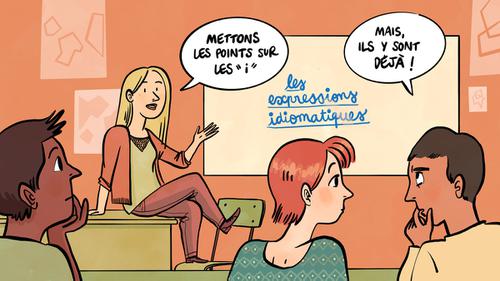 METTONS
LES POINTS SUR
LES "i"
MAIS,
ILS Y SONT
DÉJÀ !
les
expressions
idiomatiques